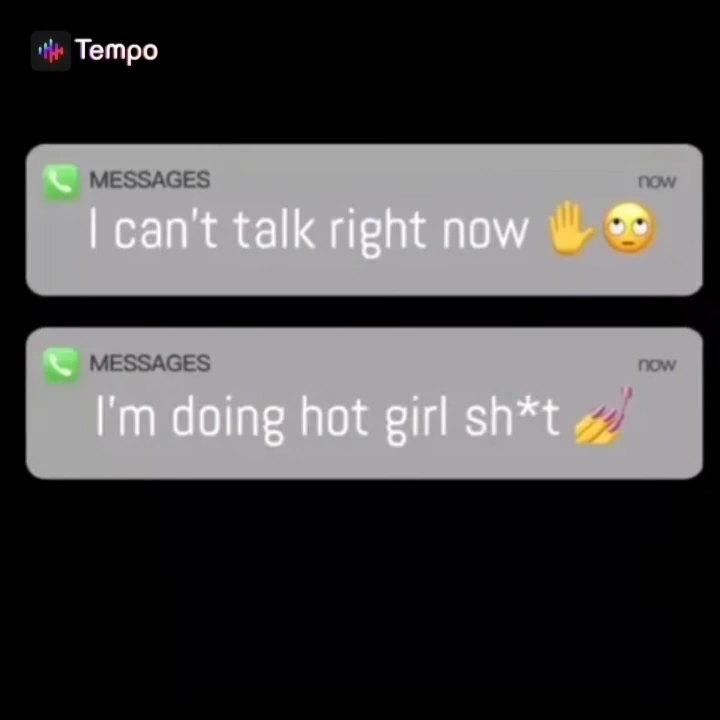 Tempo
MESSAGES now
I can't talk right now ✋🙄
MESSAGES now
I'm doing hot girl sh*t 💅